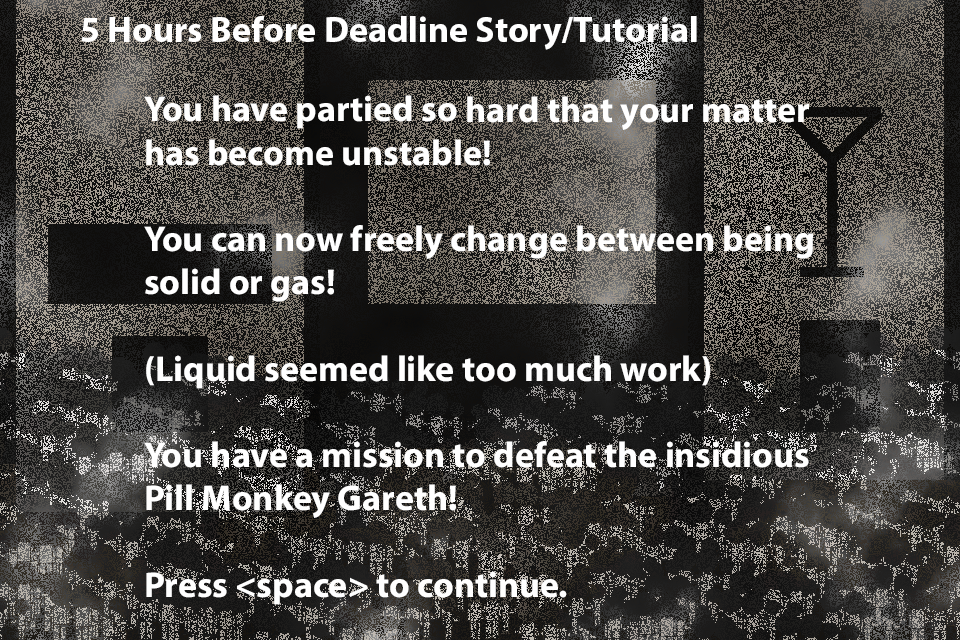 5 Hours Before Deadline Story/Tutorial
You have partied so hard that your matter
has become unstable!
You can now freely change between being
solid or gas!
(Liquid seemed like too much work)
You have a mission to defeat the insidious
Pill Monkey Gareth!
Press <space> to continue.